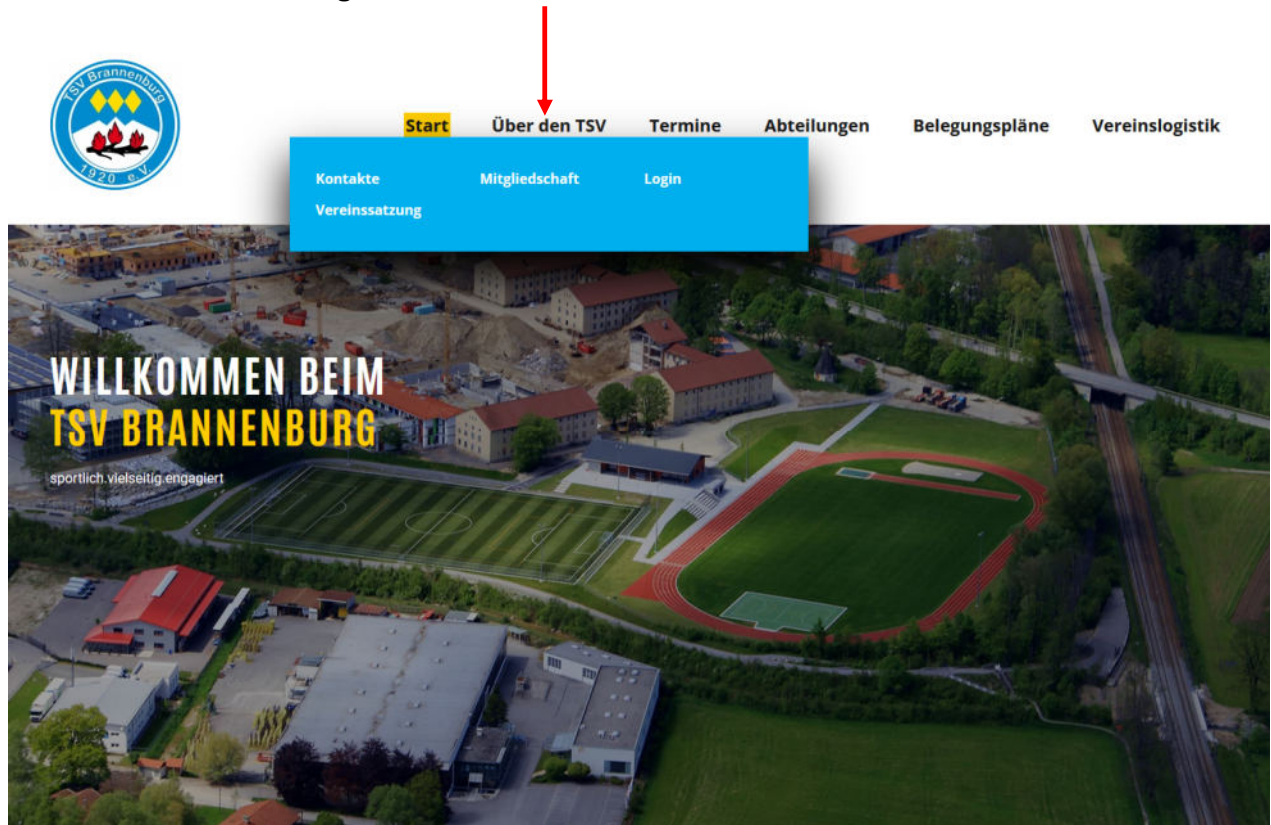 TSV Brannenburg
1920 e.V.
Start Über den TSV Termine Abteilungen Belegungspläne Vereinslogistik
Kontakte Mitgliedschaft Login
Vereinssatzung
WILLKOMMEN BEIM
TSV BRANNENBURG
sportlich.vielseitig.engagiert